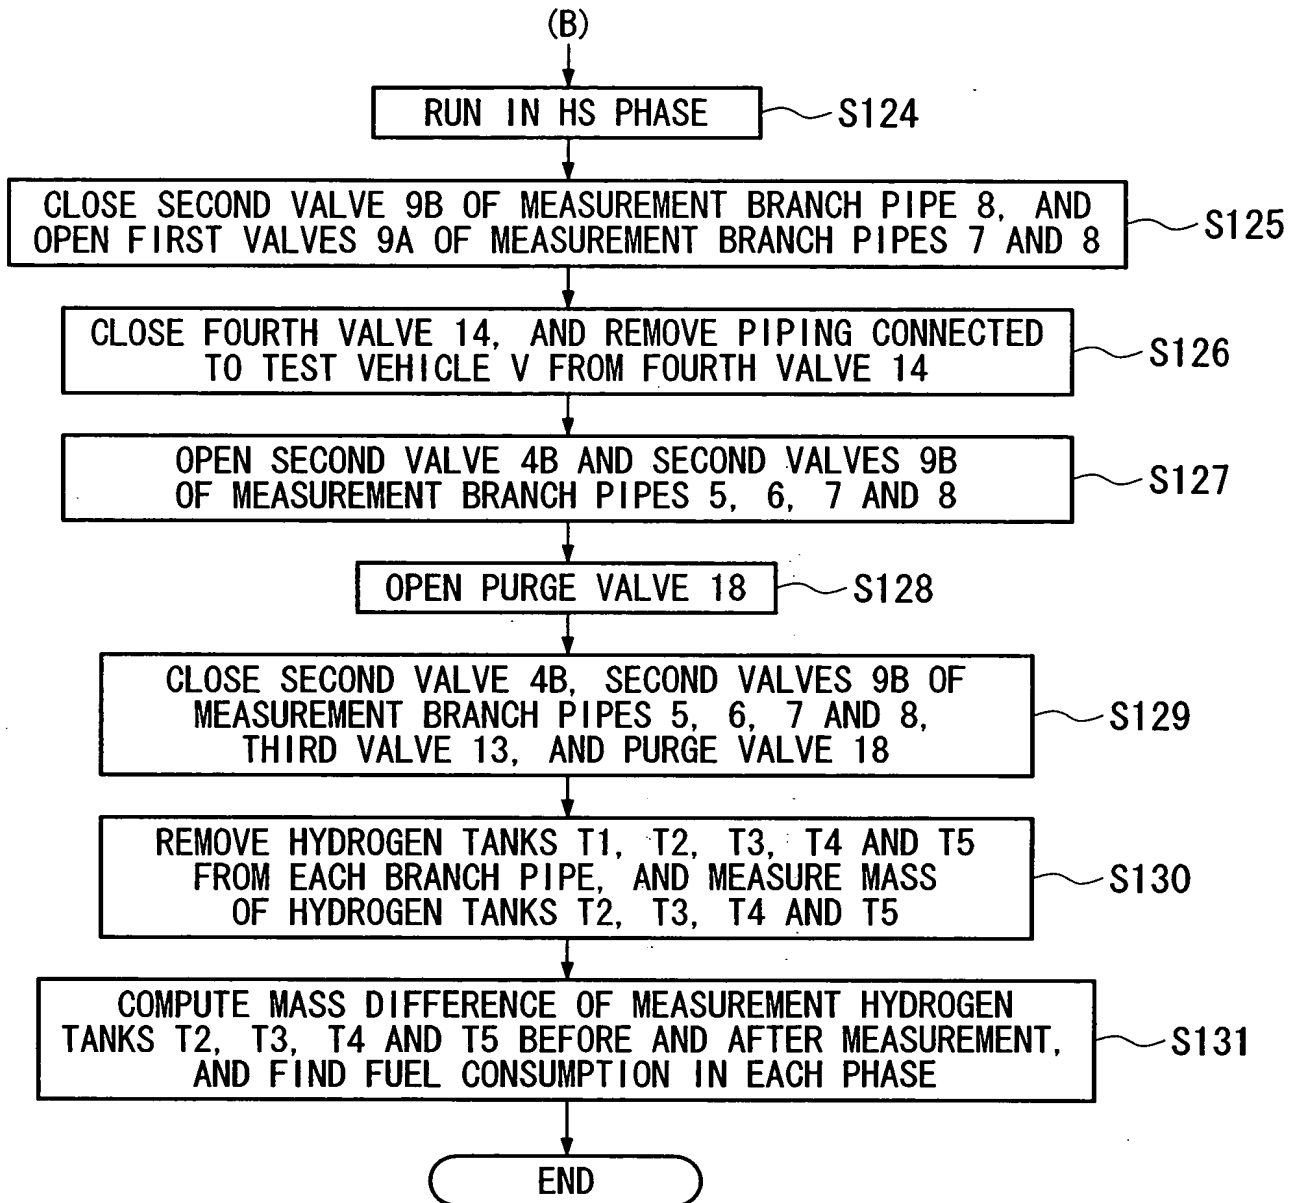 (B)
RUN IN HS PHASE
S124
CLOSE SECOND VALVE 9B OF MEASUREMENT BRANCH PIPE 8, AND
OPEN FIRST VALVES 9A OF MEASUREMENT BRANCH PIPES 7 AND 8
S125
CLOSE FOURTH VALVE 14, AND REMOVE PIPING CONNECTED
TO TEST VEHICLE V FROM FOURTH VALVE 14
S126
OPEN SECOND VALVE 4B AND SECOND VALVES 9B
OF MEASUREMENT BRANCH PIPES 5, 6, 7 AND 8
S127
OPEN PURGE VALVE 18
S128
CLOSE SECOND VALVE 4B, SECOND VALVES 9B OF
MEASUREMENT BRANCH PIPES 5, 6, 7 AND 8,
THIRD VALVE 13, AND PURGE VALVE 18
S129
REMOVE HYDROGEN TANKS T1, T2, T3, T4 AND T5
FROM EACH BRANCH PIPE, AND MEASURE MASS
OF HYDROGEN TANKS T2, T3, T4 AND T5
S130
COMPUTE MASS DIFFERENCE OF MEASUREMENT HYDROGEN
TANKS T2, T3, T4 AND T5 BEFORE AND AFTER MEASUREMENT,
AND FIND FUEL CONSUMPTION IN EACH PHASE
S131
END